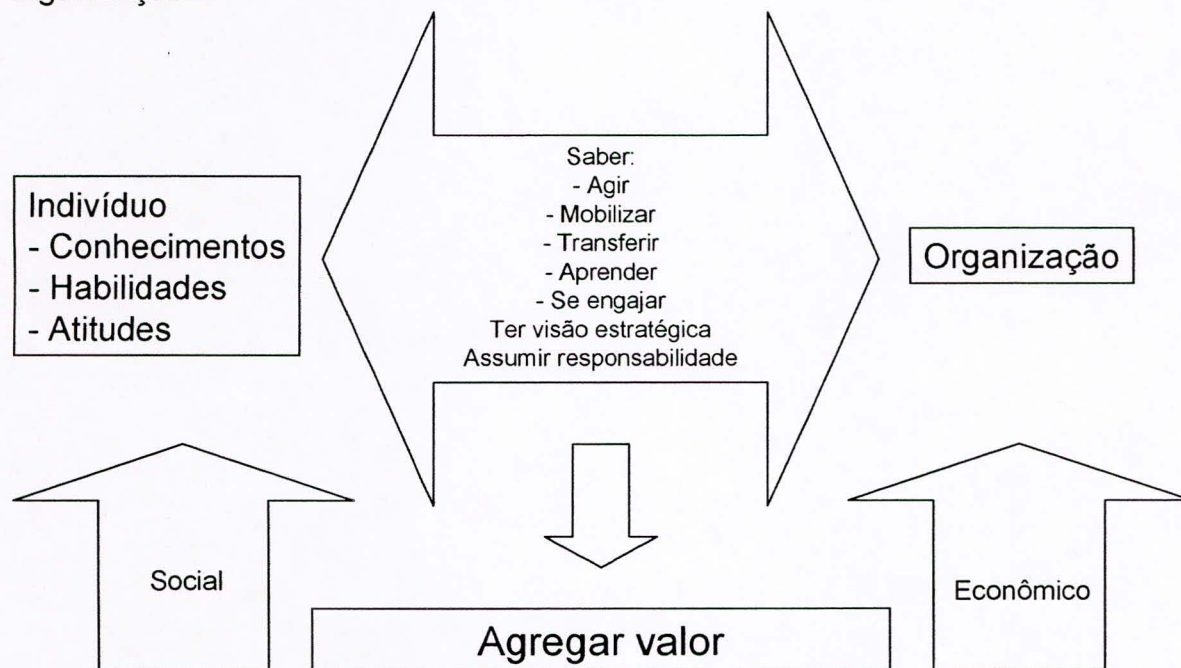 Indivíduo
- Conhecimentos
- Habilidades
- Atitudes
Saber:
- Agir
- Mobilizar
- Transferir
- Aprender
- Se engajar
Ter visão estratégica
Assumir responsabilidade
Organização
Social
Econômico
Agregar valor